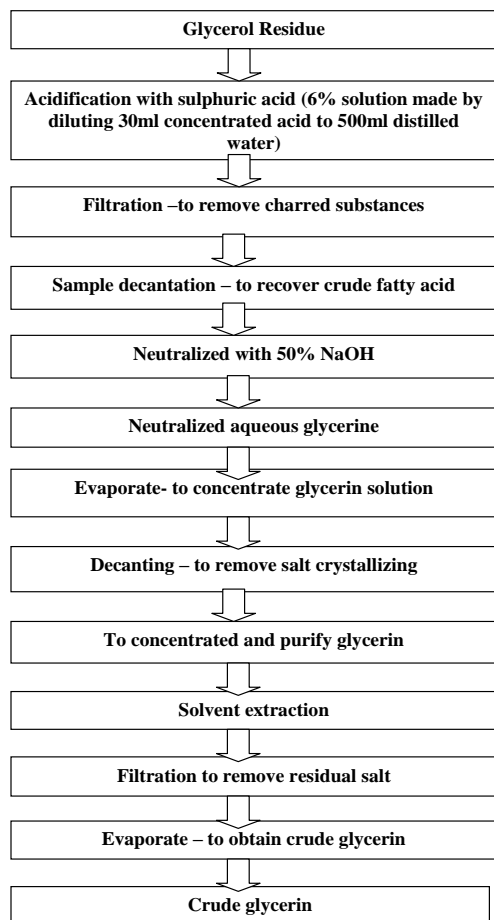 Glycerol Residue
Acidification with sulphuric acid (6% solution made by
diluting 30ml concentrated acid to 500ml distilled
water)
Filtration –to remove charred substances
Sample decantation – to recover crude fatty acid
Neutralized with 50% NaOH
Neutralized aqueous glycerine
Evaporate- to concentrate glycerin solution
Decanting – to remove salt crystallizing
To concentrated and purify glycerin
Solvent extraction
Filtration to remove residual salt
Evaporate – to obtain crude glycerin
Crude glycerin